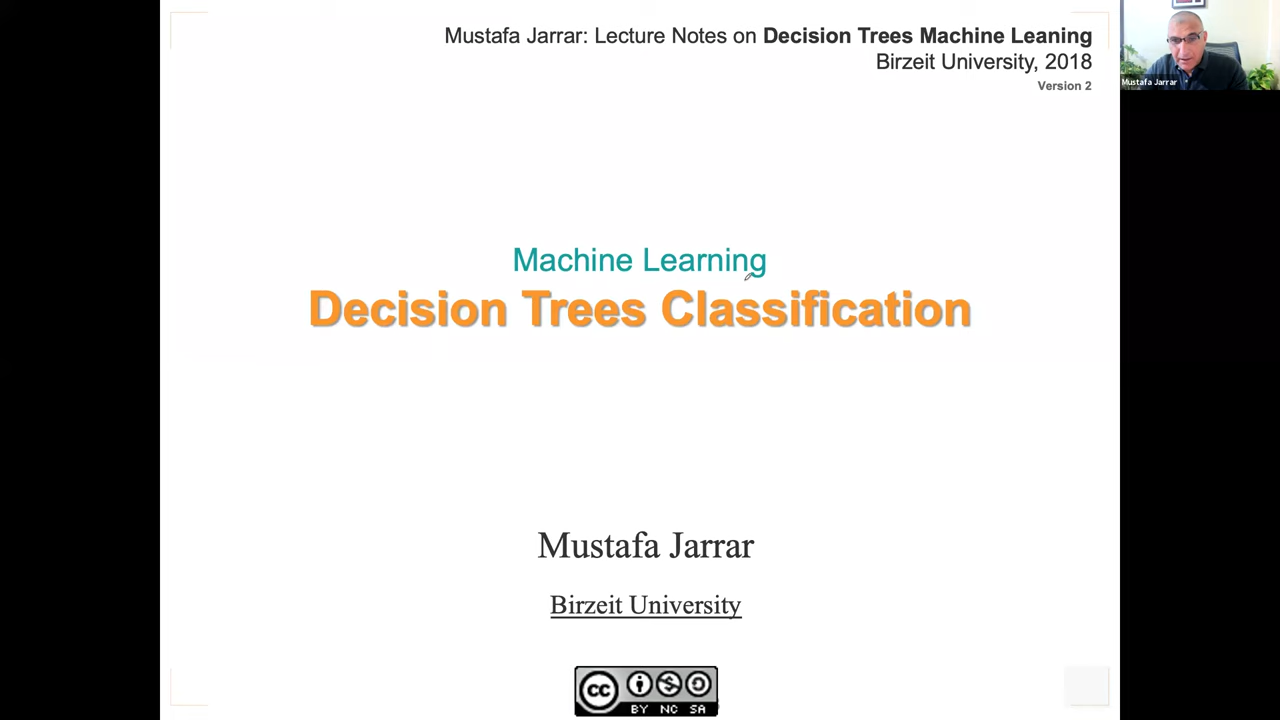 Mustafa Jarrar: Lecture Notes on Decision Trees Machine Leaning
Birzeit University, 2018
Version 2
Mustafa Jarrar
Machine Learning
Decision Trees Classification
Mustafa Jarrar
Birzeit University
cc
BY NC SA